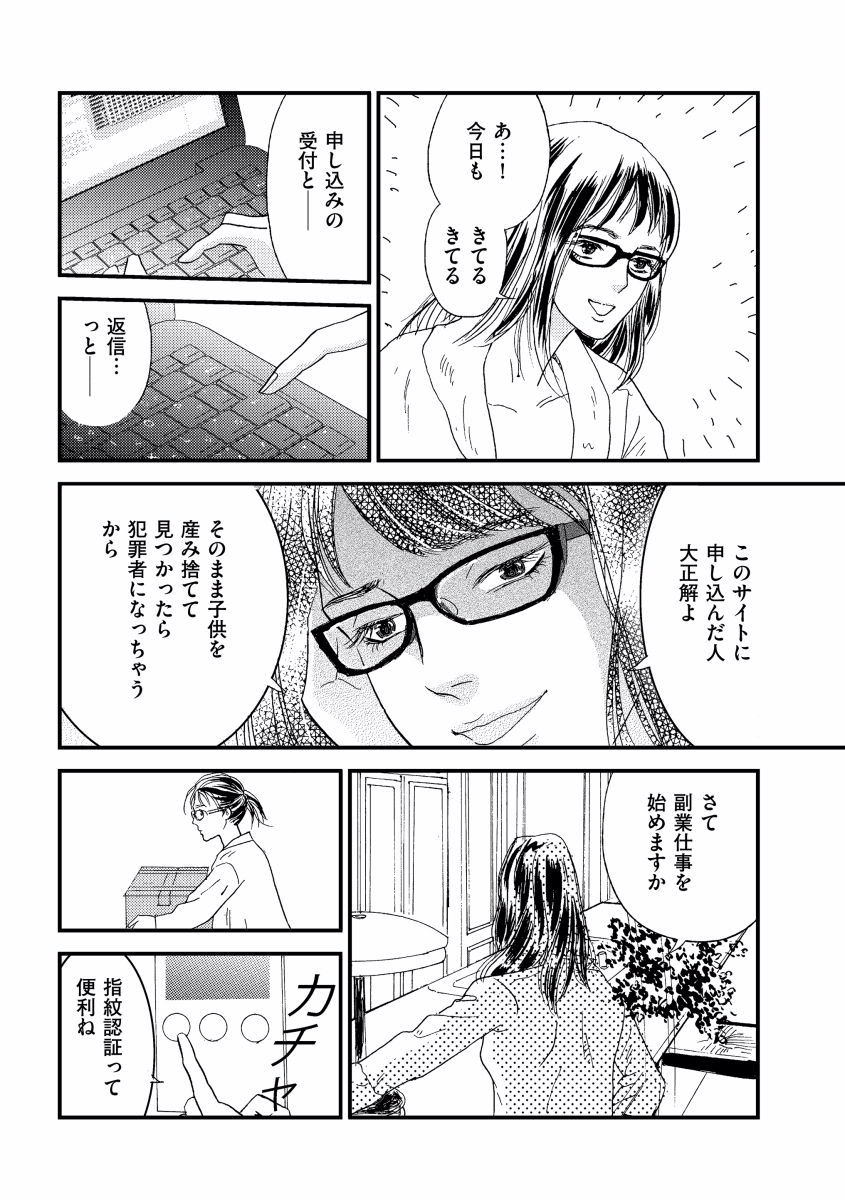 あ…!
今日も
きてる
きてる
申し込みの
受付と――
返信…
っと――
このサイトに
申し込んだ人
大正解よ
そのまま子供を
産み捨てて
見つかったら
犯罪者になっちゃう
から
さて
副業仕事を
始めますか
カチャ
指紋認証って
便利ね